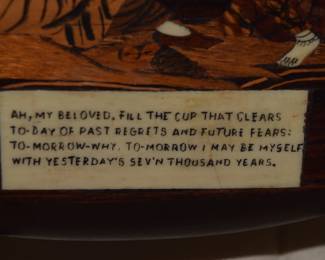 AH, MY BELOVED, FILL THE CUP THAT CLEARS
TO-DAY OF PAST REGRETS AND FUTURE FEARS:
TO-MORROW-WHY, TO-MORROW I MAY BE MYSELF
WITH YESTERDAY'S SEV'N THOUSAND YEARS.